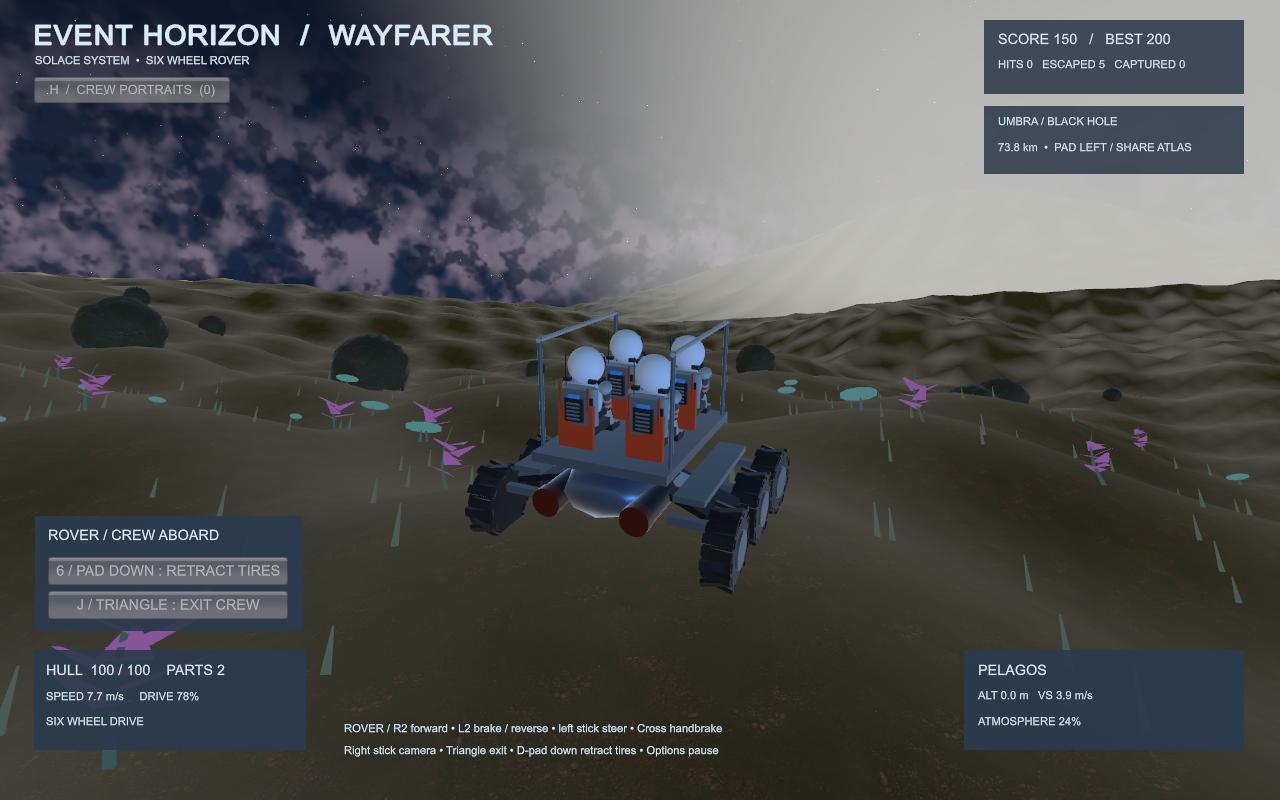 EVENT HORIZON / WAYFARER
SOLACE SYSTEM • SIX WHEEL ROVER
.H / CREW PORTRAITS (0)
SCORE 150 / BEST 200
HITS 0 ESCAPED 5 CAPTURED 0
UMBRA / BLACK HOLE
73.8 km • PAD LEFT / SHARE ATLAS
ROVER / CREW ABOARD
6 / PAD DOWN : RETRACT TIRES
J / TRIANGLE : EXIT CREW
HULL 100 / 100 PARTS 2
SPEED 7.7 m/s DRIVE 78%
SIX WHEEL DRIVE
ROVER / R2 forward • L2 brake / reverse • left stick steer • Cross handbrake
Right stick camera • Triangle exit • D-pad down retract tires • Options pause
PELAGOS
ALT 0.0 m VS 3.9 m/s
ATMOSPHERE 24%